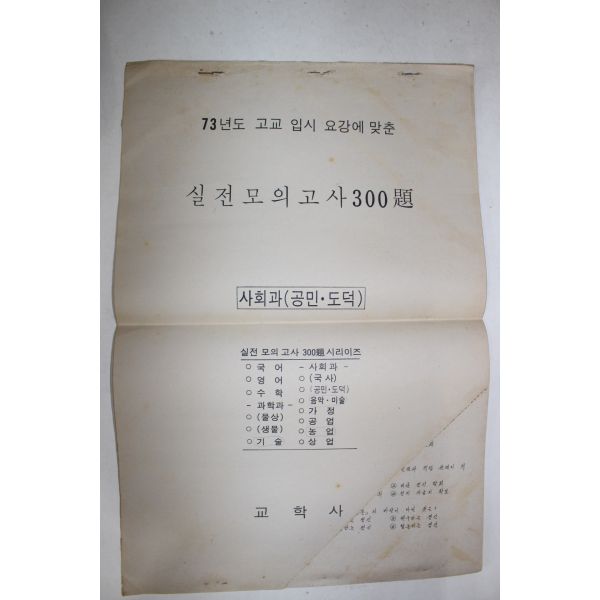 73년도 고교 입시 요강에 맞춘
실전모의고사300題
사회과(공민·도덕)
실전 모의 고사 300題 시리이즈
○ 국 어
○ 영 어
○ 수 학
- 과학과 -
○ (물상)
○ (생물)
○ 기 술
- 사회과 -
○ (국 사)
○ (공민·도덕)
○ 음악·미술
○ 가 정
○ 공 업
○ 농 업
○ 상 업
교 학 사